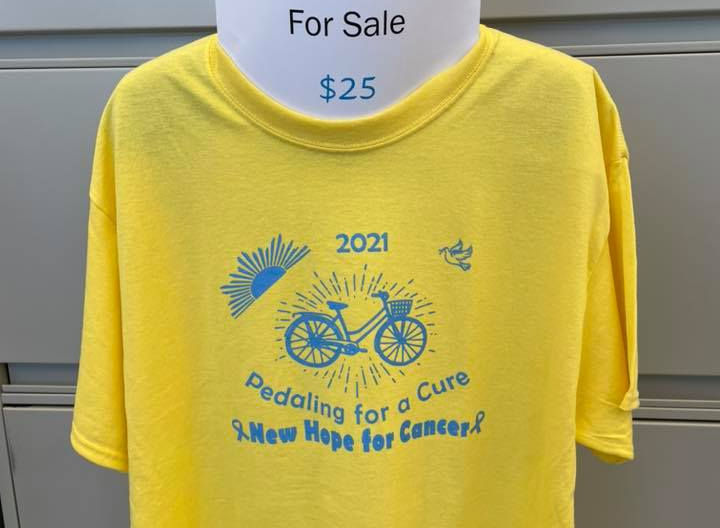 For Sale
$25
2021
Pedaling for a Cure
New Hope for Cancer